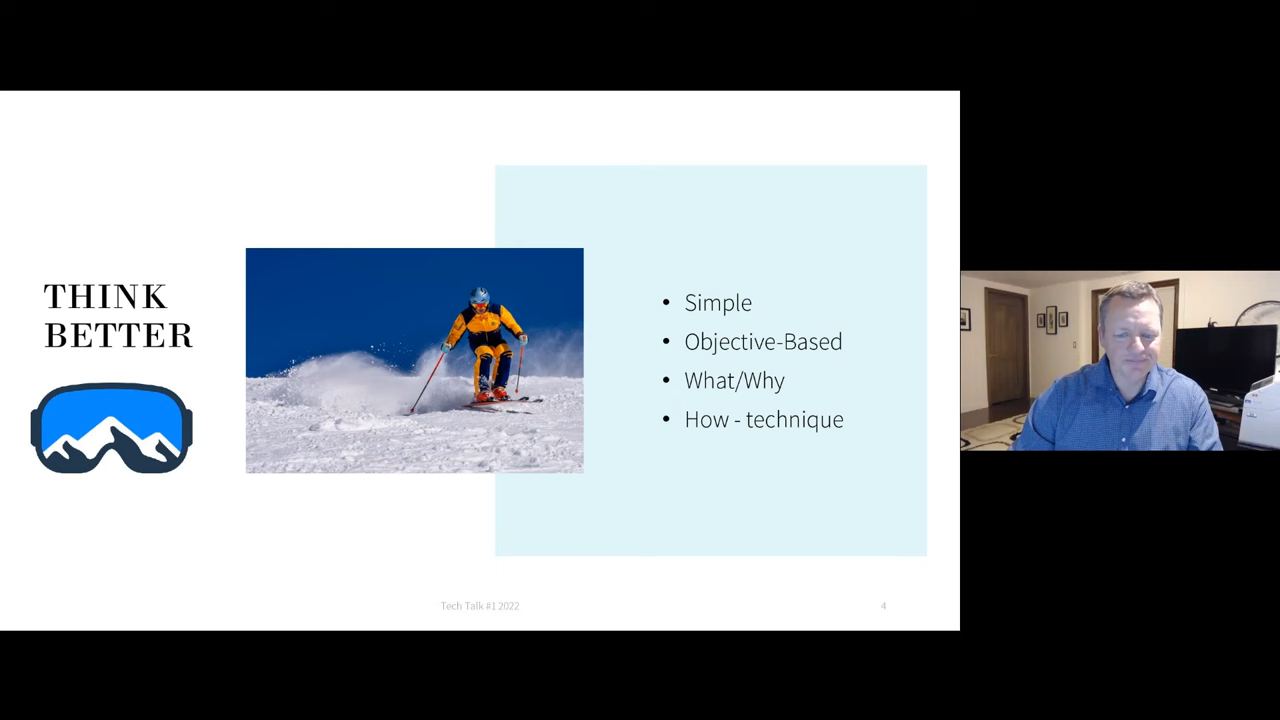 THINK
BETTER
• Simple
• Objective-Based
• What/Why
• How - technique
Tech Talk #1 2022
4